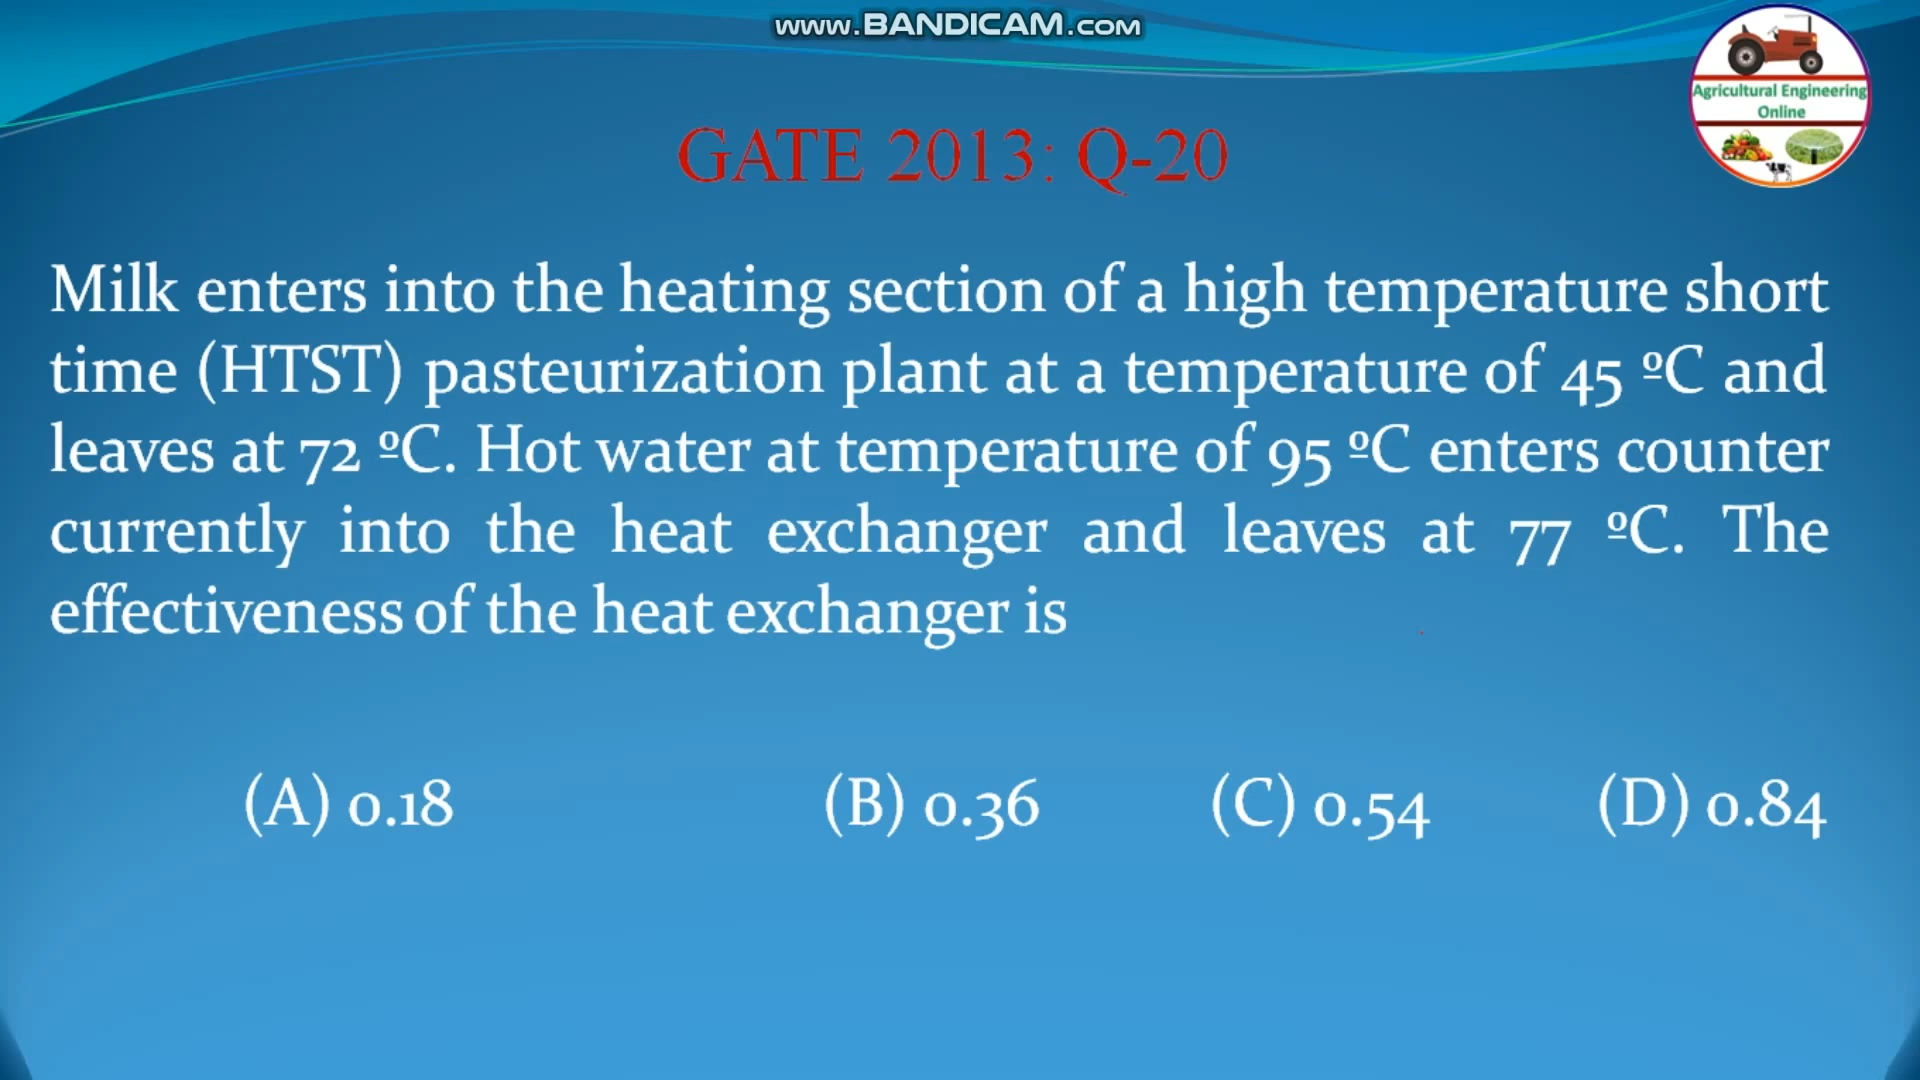 www.BANDICAM.com
Agricultural Engineering
Online
GATE 2013: Q-20
Milk enters into the heating section of a high temperature short
time (HTST) pasteurization plant at a temperature of 45 ºC and
leaves at 72 ºC. Hot water at temperature of 95 ºC enters counter
currently into the heat exchanger and leaves at 77 ºC. The
effectiveness of the heat exchanger is
(A) 0.18 (B) 0.36 (C) 0.54 (D) 0.84